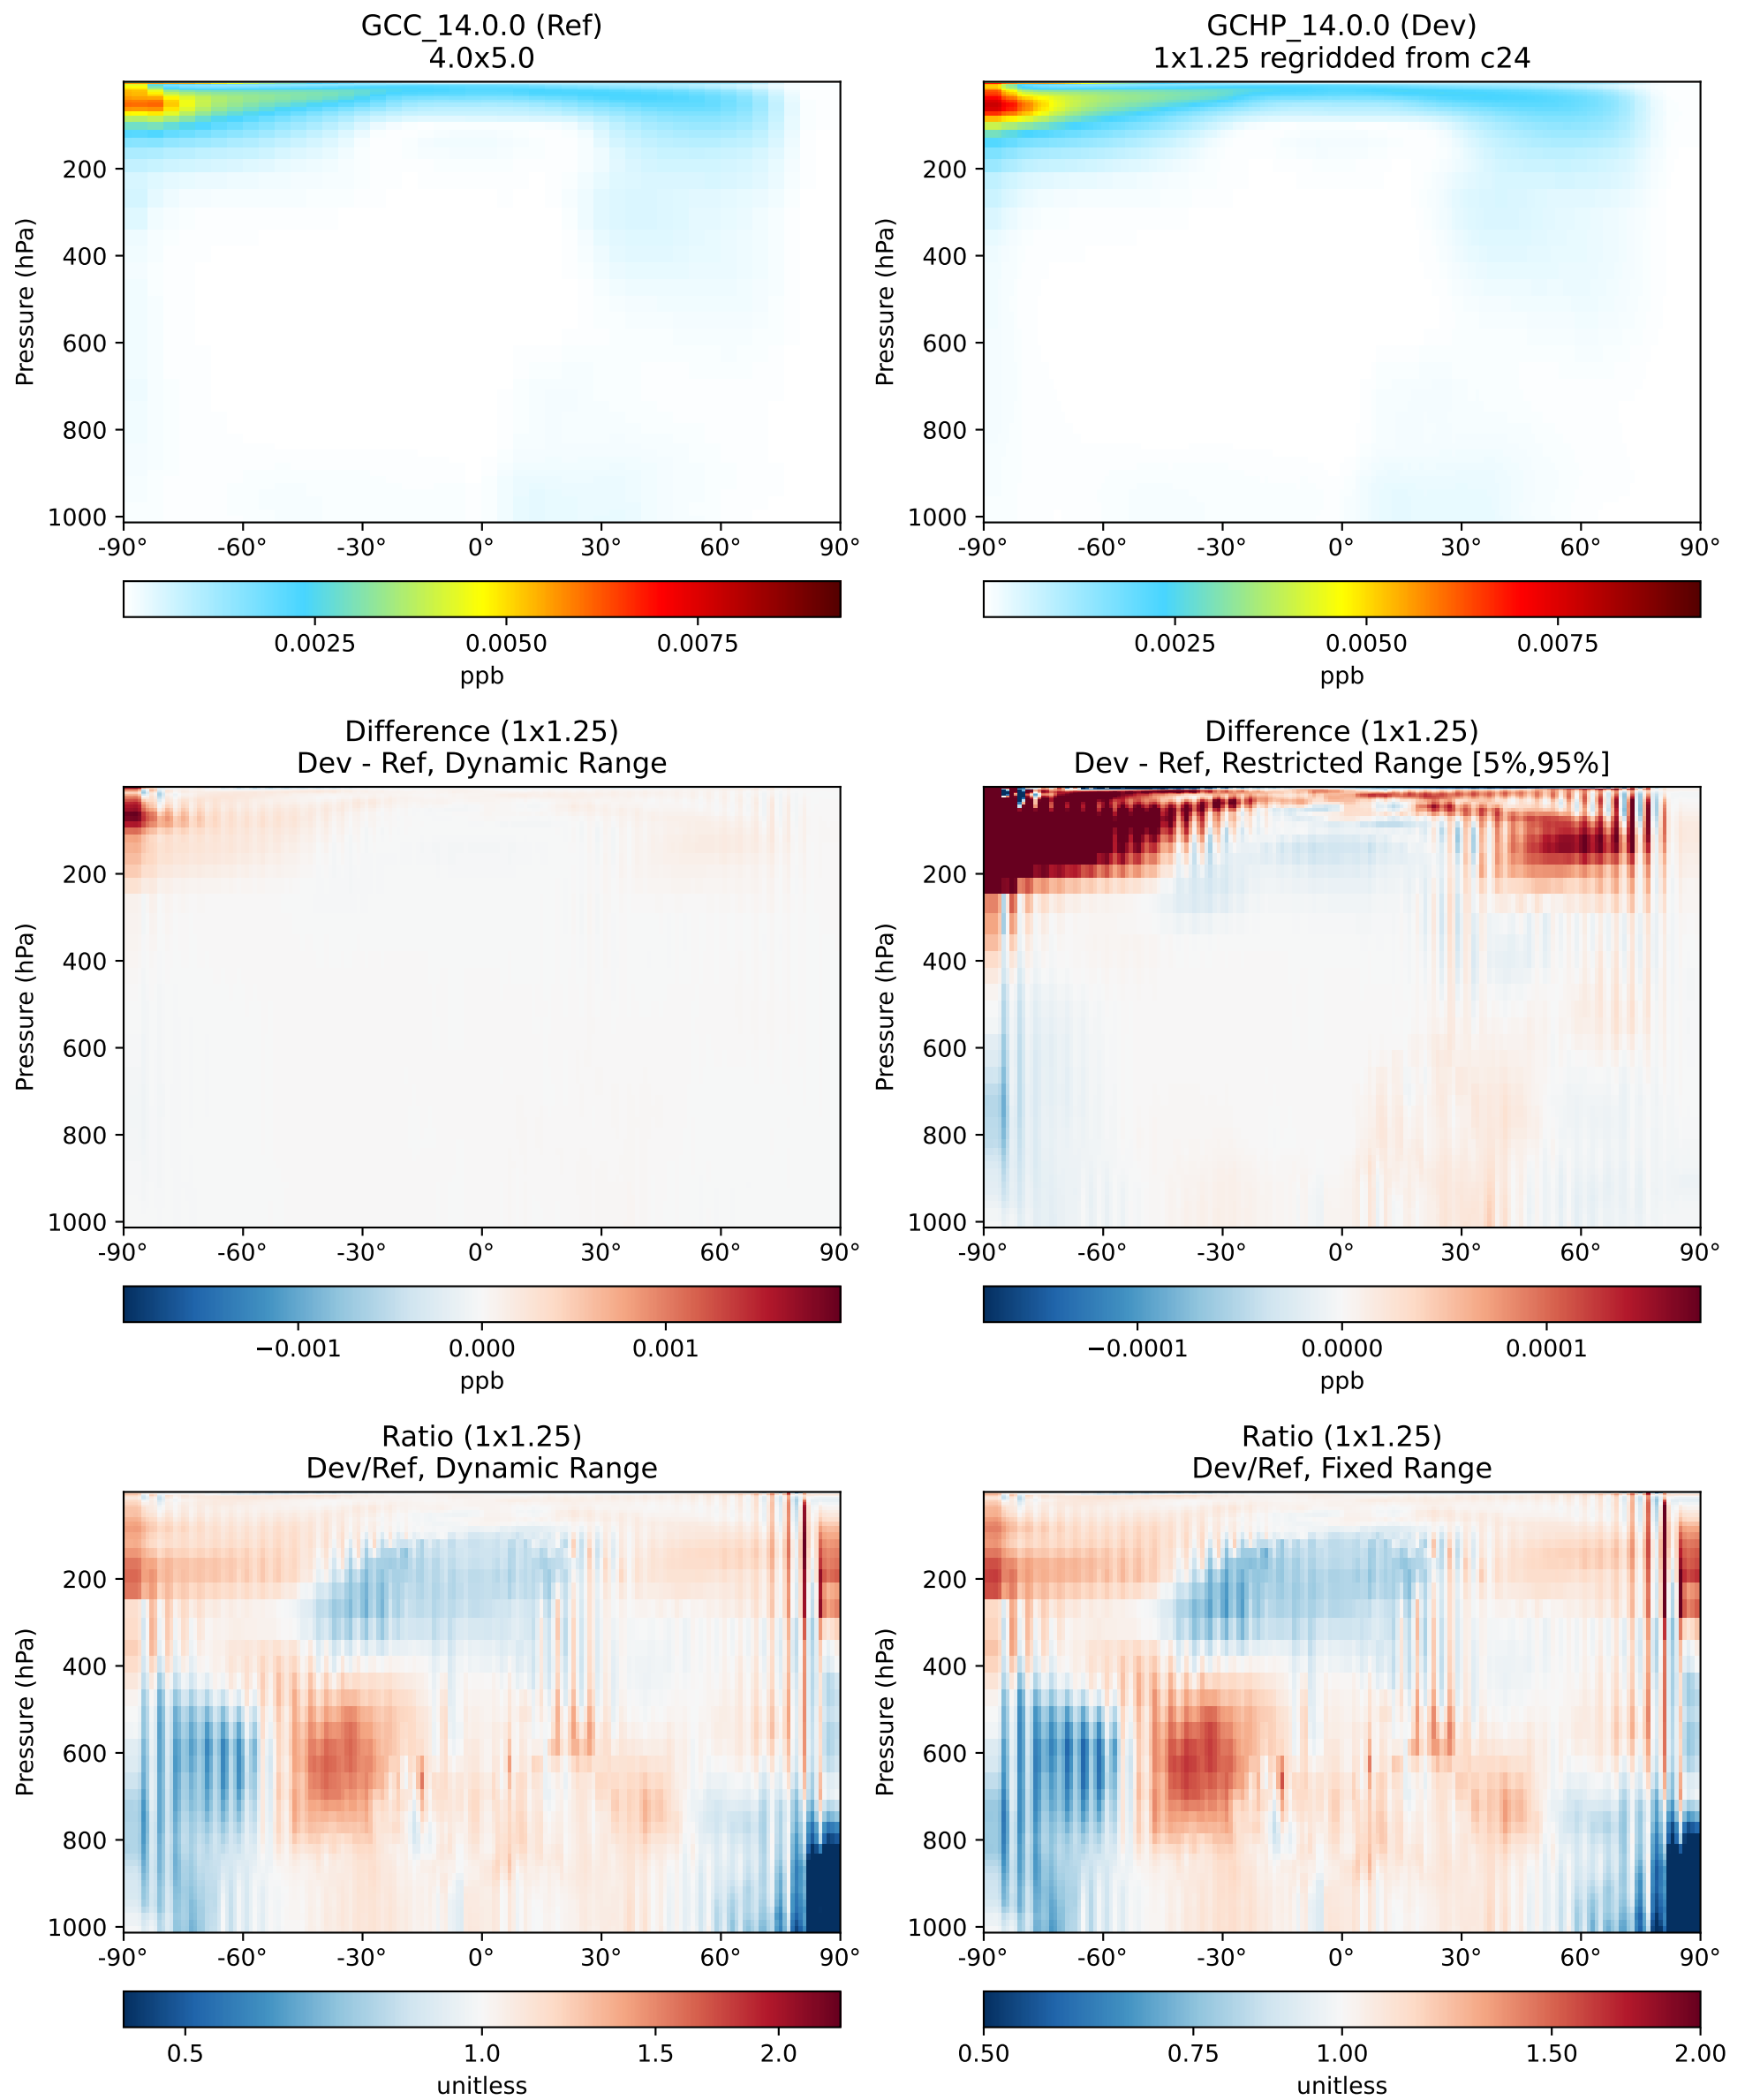 GCC_14.0.0 (Ref)
4.0x5.0
Pressure (hPa)
200
400
600
800
1000
-90° -60° -30° 0° 30° 60° 90°
0.0025 0.0050 0.0075
ppb
GCHP_14.0.0 (Dev)
1x1.25 regridded from c24
Pressure (hPa)
200
400
600
800
1000
-90° -60° -30° 0° 30° 60° 90°
0.0025 0.0050 0.0075
ppb
Difference (1x1.25)
Dev - Ref, Dynamic Range
Pressure (hPa)
200
400
600
800
1000
-90° -60° -30° 0° 30° 60° 90°
−0.001 0.000 0.001
ppb
Difference (1x1.25)
Dev - Ref, Restricted Range [5%,95%]
Pressure (hPa)
200
400
600
800
1000
-90° -60° -30° 0° 30° 60° 90°
−0.0001 0.0000 0.0001
ppb
Ratio (1x1.25)
Dev/Ref, Dynamic Range
Pressure (hPa)
200
400
600
800
1000
-90° -60° -30° 0° 30° 60° 90°
0.5 1.0 1.5 2.0
unitless
Ratio (1x1.25)
Dev/Ref, Fixed Range
Pressure (hPa)
200
400
600
800
1000
-90° -60° -30° 0° 30° 60° 90°
0.50 0.75 1.00 1.50 2.00
unitless